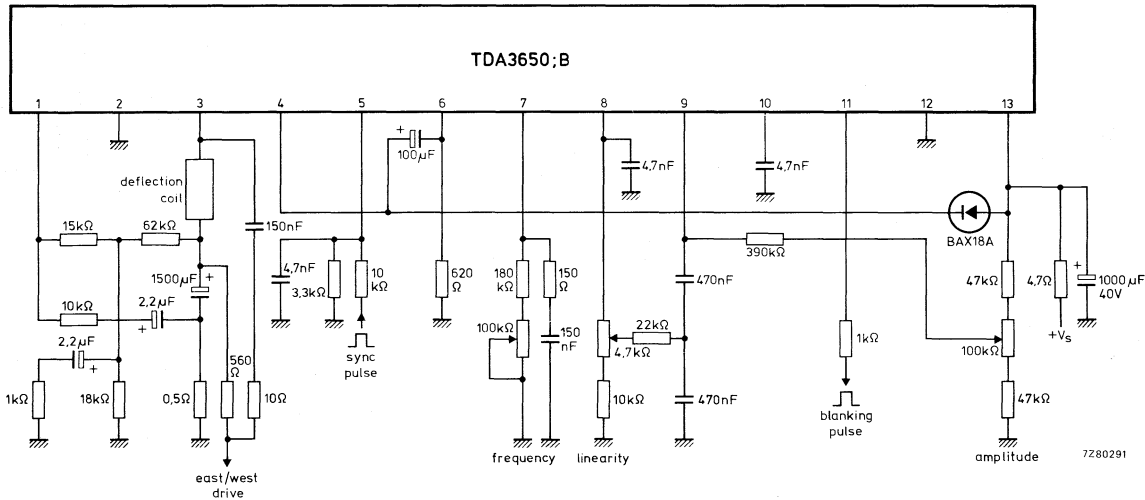 TDA3650;B
1 2 3 4 5 6 7 8 9 10 11 12 13
+
100µF
4,7nF
4,7nF
deflection
coil
15kΩ
62kΩ
150nF
BAX18A
390kΩ
1500µF +
4,7nF
3,3kΩ
10
kΩ
620
Ω
180
kΩ
150
Ω
470nF
47kΩ
4,7Ω
+
1000µF
40V
10kΩ
2,2µF
+
sync
pulse
100kΩ
150
nF
22kΩ
4,7kΩ
1kΩ
+Vs
100kΩ
2,2µF
+
560
Ω
1kΩ
18kΩ
0,5Ω
10Ω
10kΩ
470nF
blanking
pulse
47kΩ
east/west
drive
frequency
linearity
amplitude
7Z80291